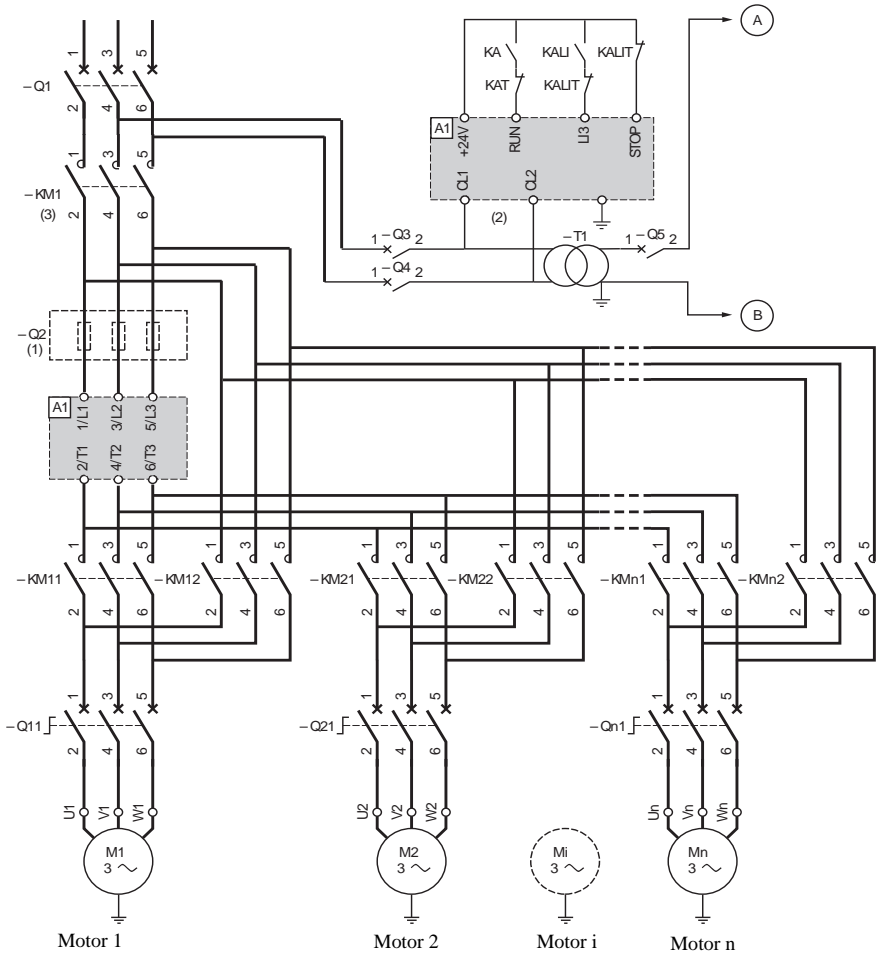 A
1 3 5
KA KALI KALIT
–Q1
KAT KALIT
2 4 6
A1 +24V RUN LI3 STOP
1 3 5
CL1 CL2
–KM1
(3)
2 4 6
(2)
1 –Q3 2 –T1 1 –Q5 2
1 –Q4 2
B
–Q2
(1)
A1 1/L1 3/L2 5/L3
2/T1 4/T2 6/T3
1 3 5 1 3 5 1 3 5 1 3 5 1 3 5 1 3 5
–KM11 –KM12 –KM21 –KM22 –KMn1 –KMn2
2 4 6 2 4 6 2 4 6 2 4 6 2 4 6 2 4 6
1 3 5 1 3 5 1 3 5
–Q11 –Q21 –Qn1
2 4 6 2 4 6 2 4 6
U1 V1 W1 U2 V2 W2 Un Vn Wn
M1 M2 Mi Mn
3 3 3 3
Motor 1 Motor 2 Motor i Motor n